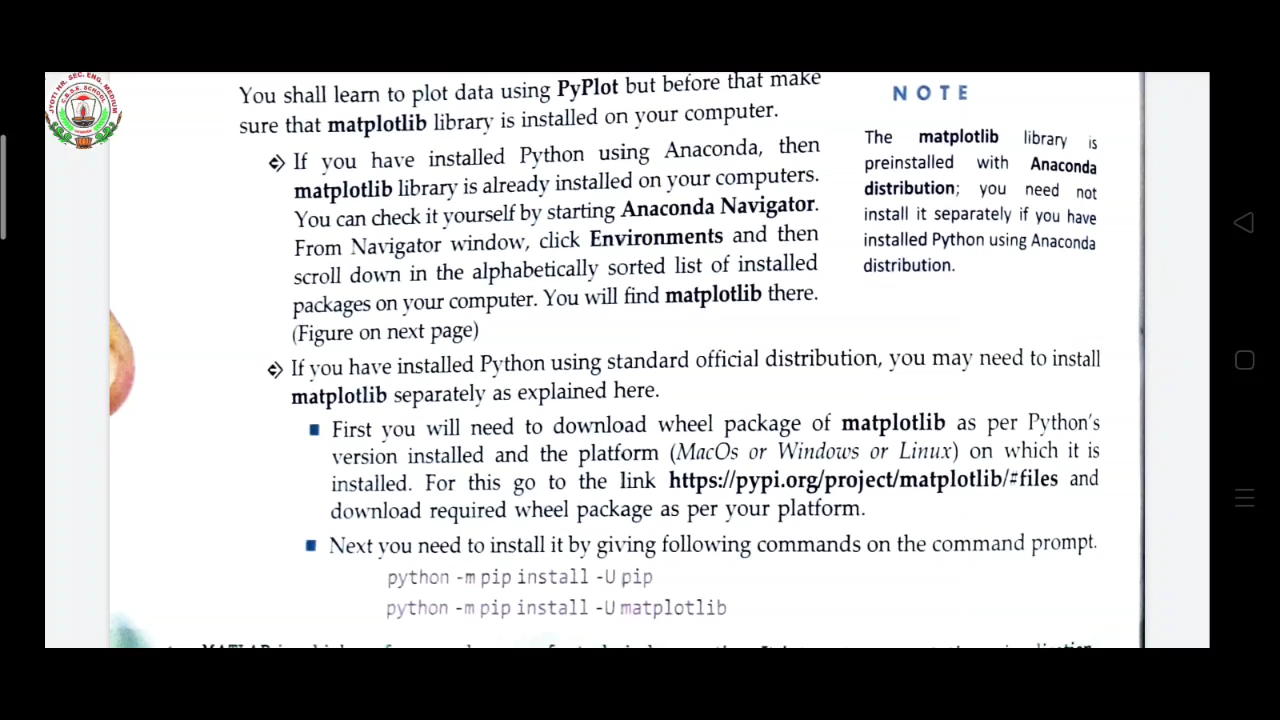 JYOTI HR. SEC. ENG. MEDIUM
C.B.S.E. SCHOOL
You shall learn to plot data using PyPlot but before that make
sure that matplotlib library is installed on your computer.
If you have installed Python using Anaconda, then
matplotlib library is already installed on your computers.
You can check it yourself by starting Anaconda Navigator.
From Navigator window, click Environments and then
scroll down in the alphabetically sorted list of installed
packages on your computer. You will find matplotlib there.
(Figure on next page)
NOTE
The matplotlib library is
preinstalled with Anaconda
distribution; you need not
install it separately if you have
installed Python using Anaconda
distribution.
If you have installed Python using standard official distribution, you may need to install
matplotlib separately as explained here.
First you will need to download wheel package of matplotlib as per Python's
version installed and the platform (MacOs or Windows or Linux) on which it is
installed. For this go to the link https://pypi.org/project/matplotlib/#files and
download required wheel package as per your platform.
Next you need to install it by giving following commands on the command prompt.
python -m pip install -U pip
python -m pip install -U matplotlib